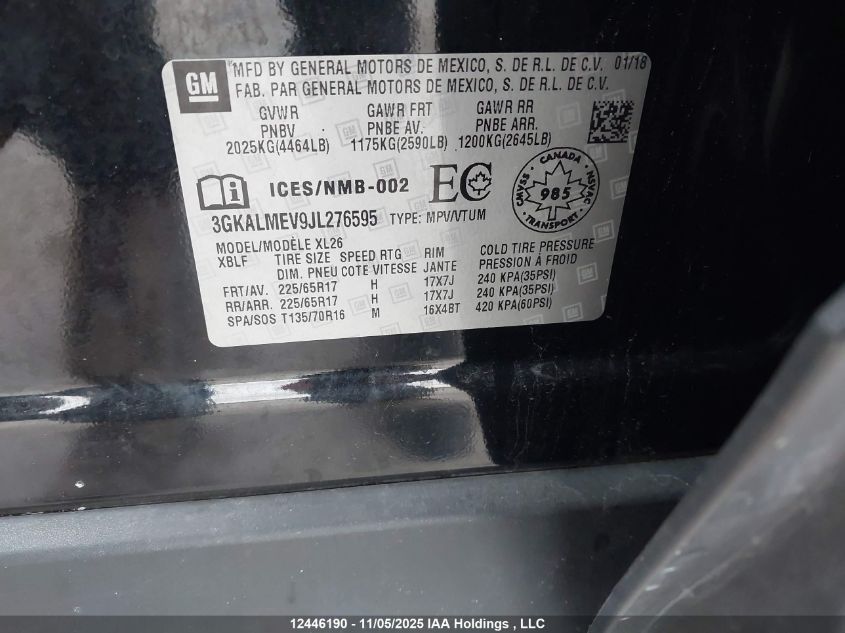 GM
MFD BY GENERAL MOTORS DE MEXICO, S. DE R.L. DE C.V. 01/18
FAB. PAR GENERAL MOTORS DE MEXICO, S. DE R.L. DE C.V.
GVWR GAWR FRT GAWR RR
PNBV PNBE AV. PNBE ARR.
2025KG(4464LB) 1175KG(2590LB) 1200KG(2645LB)
i ICES/NMB-002 EC
CANADA
CMVSS 985 NSVAC
TRANSPORT
3GKALMEV9JL276595 TYPE: MPV/VTUM
MODEL/MODÈLE XL26
XBLF TIRE SIZE SPEED RTG RIM COLD TIRE PRESSURE
DIM. PNEU COTE VITESSE JANTE PRESSION À FROID
FRT/AV. 225/65R17 H 17X7J 240 KPA(35PSI)
RR/ARR. 225/65R17 H 17X7J 240 KPA(35PSI)
SPA/SOS T135/70R16 M 16X4BT 420 KPA(60PSI)
12446190 - 11/05/2025 IAA Holdings , LLC